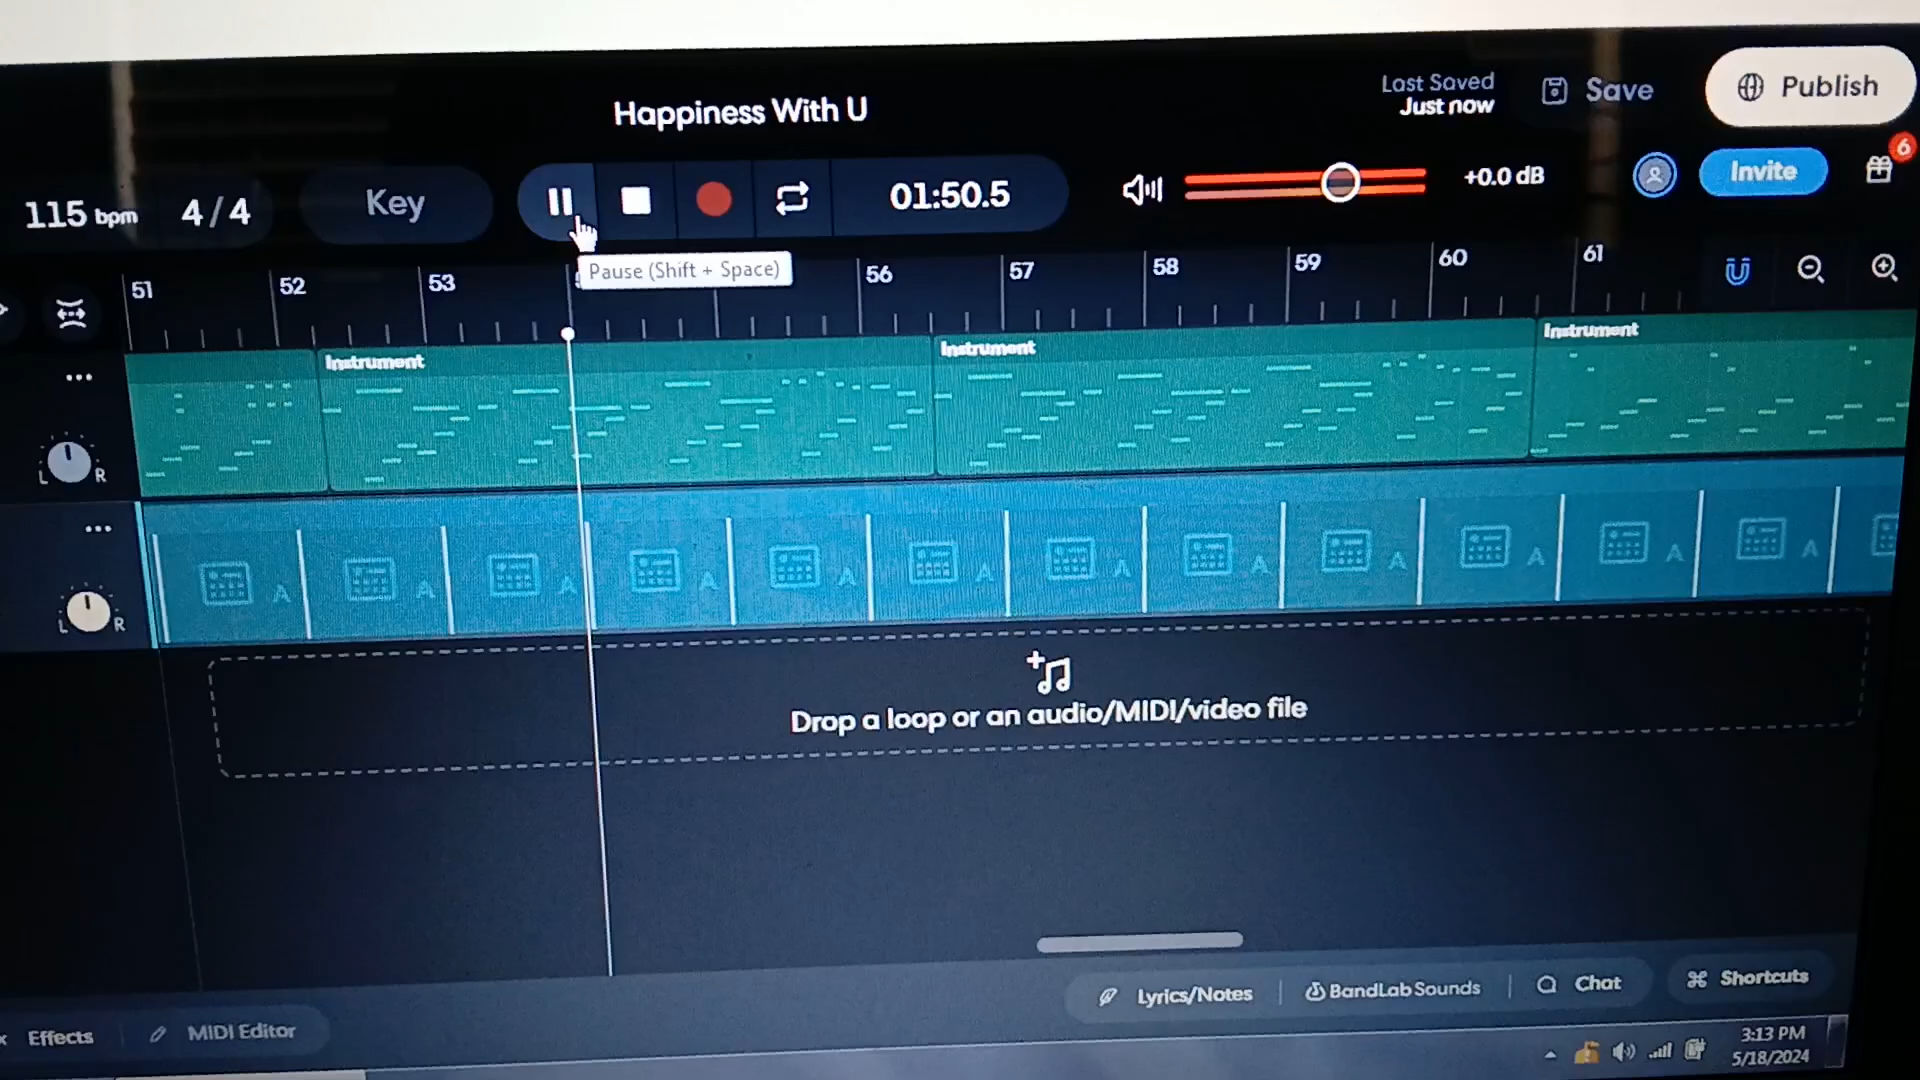 Happiness With U
Last Saved
Just now
Save
Publish
115 bpm
4/4
Key
01:50.5
+0.0 dB
Invite
6
Pause (Shift + Space)
51
52
53
56
57
58
59
60
61
Instrument
Instrument
Instrument
L R
A A A A A A A A A A A A
L R
Drop a loop or an audio/MIDI/video file
Lyrics/Notes
BandLab Sounds
Chat
Shortcuts
Effects
MIDI Editor
3:13 PM
5/18/2024